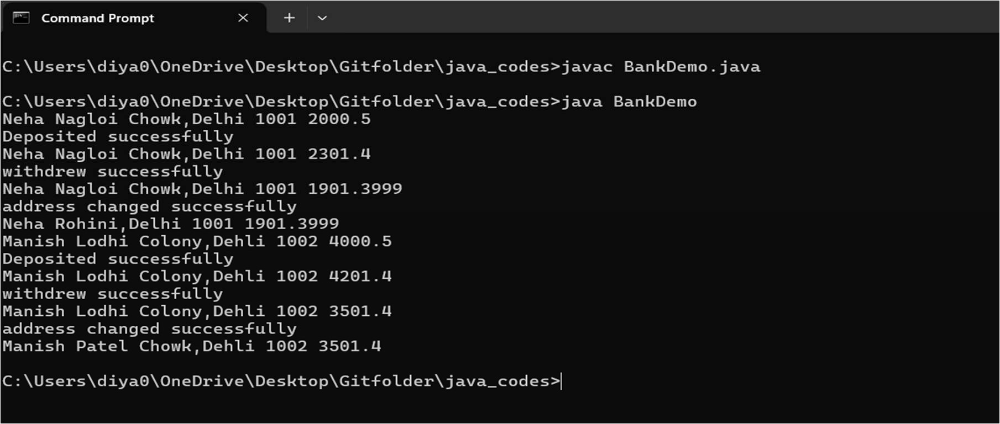 Command Prompt
C:\Users\diya0\OneDrive\Desktop\Gitfolder\java_codes>javac BankDemo.java
C:\Users\diya0\OneDrive\Desktop\Gitfolder\java_codes>java BankDemo
Neha Nagloi Chowk,Delhi 1001 2000.5
Deposited successfully
Neha Nagloi Chowk,Delhi 1001 2301.4
withdrew successfully
Neha Nagloi Chowk,Delhi 1001 1901.3999
address changed successfully
Neha Rohini,Delhi 1001 1901.3999
Manish Lodhi Colony,Dehli 1002 4000.5
Deposited successfully
Manish Lodhi Colony,Dehli 1002 4201.4
withdrew successfully
Manish Lodhi Colony,Dehli 1002 3501.4
address changed successfully
Manish Patel Chowk,Dehli 1002 3501.4
C:\Users\diya0\OneDrive\Desktop\Gitfolder\java_codes>